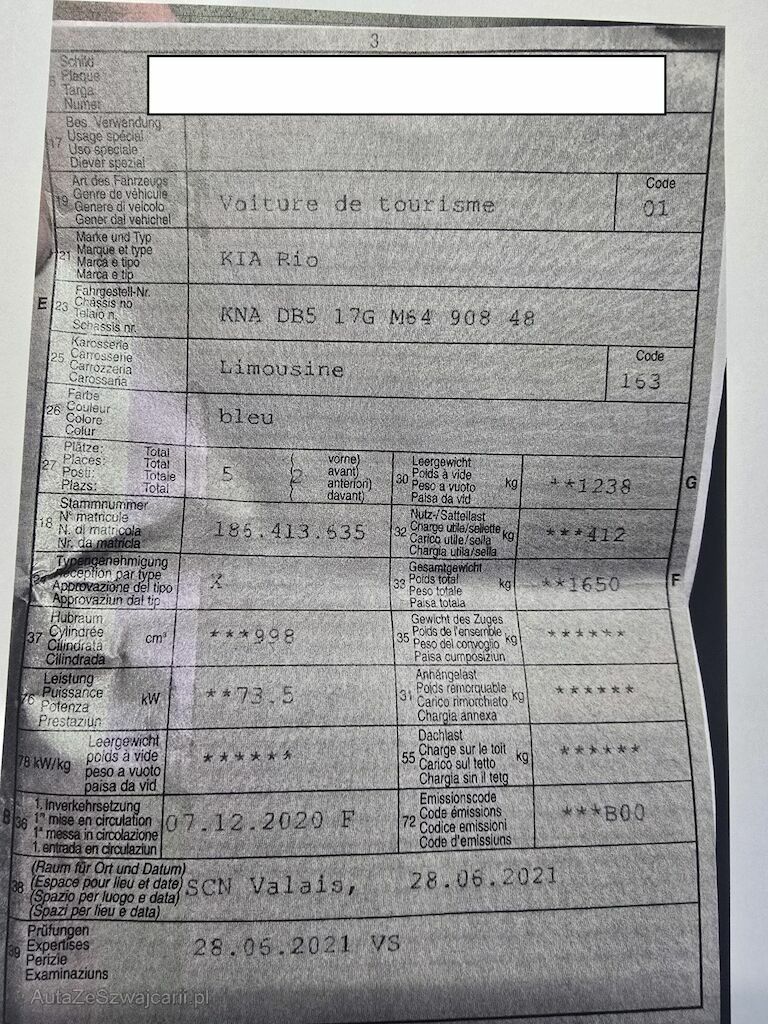 3
Schild
Plaque
Targa
Numer
17 Bes. Verwendung
Usage spécial
Uso speciale
Diever spezial
19 Art des Fahrzeugs
Genre de véhicule
Genere di veicolo
Gener dal vehichel
Voiture de tourisme
Code
01
21 Marke und Typ
Marque et type
Marca e tipo
Marca e tip
KIA Rio
E 23 Fahrgestell-Nr.
Châssis no
Telaio n.
Schassis nr.
KNA DB5 17G M64 908 48
25 Karosserie
Carrosserie
Carrozzeria
Carossaria
Limousine
Code
163
26 Farbe
Couleur
Colore
Colur
bleu
27 Plätze: Total
Places: Total
Posti: Totale
Plazs: Total
5 ( 2 vorne)
avant)
anteriori)
davant)
30 Leergewicht
Poids à vide
Peso a vuoto
Paisa da vid
kg
**1238 G
18 Stammnummer
N° matricule
N. di matricola
Nr. da matricla
186.413.635
32 Nutz-/Sattellast
Charge utile/sellette
Carico utile/sella
Chargia utila/sella
kg
***412
Typengenehmigung
Réception par type
Approvazione del tipo
Approvaziun dal tip
X
33 Gesamtgewicht
Poids total
Peso totale
Paisa totala
kg
**1650 F
37 Hubraum
Cylindrée
Cilindrata
Cilindrada
cm³
***998
35 Gewicht des Zuges
Poids de l'ensemble
Peso del convoglio
Paisa cumposiziun
kg
******
76 Leistung
Puissance
Potenza
Prestaziun
kW
**73.5
31 Anhängelast
Poids remorquable
Carico rimorchiato
Chargia annexa
kg
******
78 kW/kg Leergewicht
poids à vide
peso a vuoto
paisa da vid
******
55 Dachlast
Charge sur le toit
Carico sul tetto
Chargia sin il tetg
kg
******
B 36 1. Inverkehrsetzung
1re mise en circulation
1a messa in circolazione
1. entrada en circulaziun
07.12.2020 F
72 Emissionscode
Code émissions
Codice emissioni
Code d'emissiuns
***B00
38 (Raum für Ort und Datum)
(Espace pour lieu et date)
(Spazio per luogo e data)
(Spazi per lieu e data)
SCN Valais, 28.06.2021
39 Prüfungen
Expertises
Perizie
Examinaziuns
28.06.2021 VS
AutaZeSzwajcarii.pl